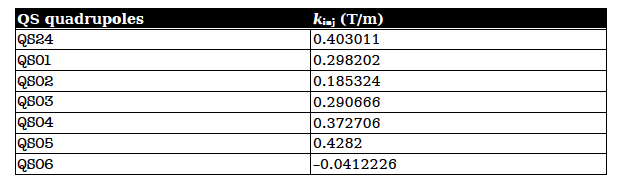 QS quadrupoles k_inj (T/m)
QS24 0.403011
QS01 0.298202
QS02 0.185324
QS03 0.290666
QS04 0.372706
QS05 0.4282
QS06 –0.0412226